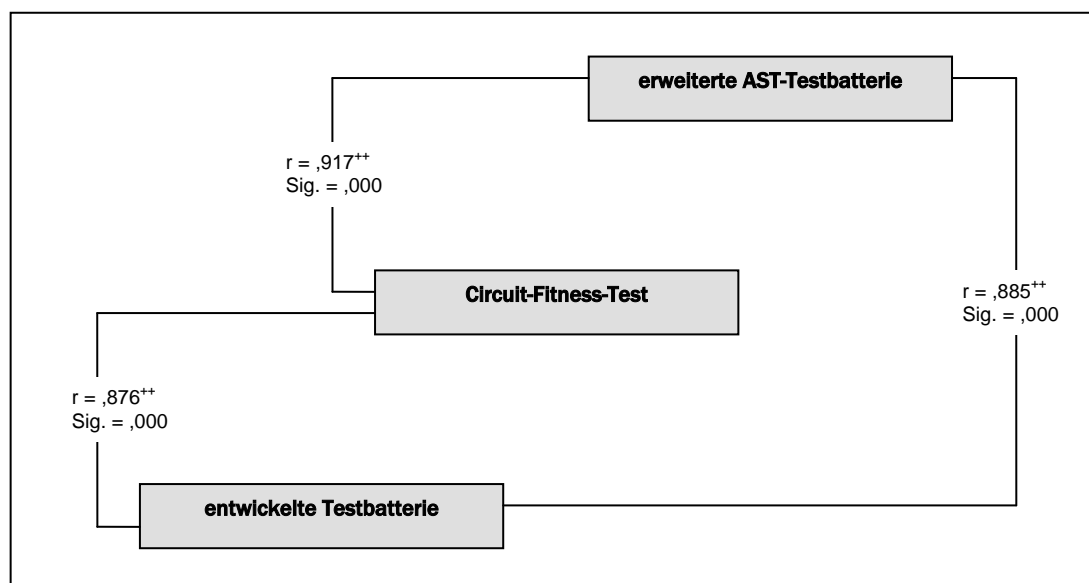 erweiterte AST-Testbatterie
r = ,917++
Sig. = ,000
Circuit-Fitness-Test
r = ,885++
Sig. = ,000
r = ,876++
Sig. = ,000
entwickelte Testbatterie